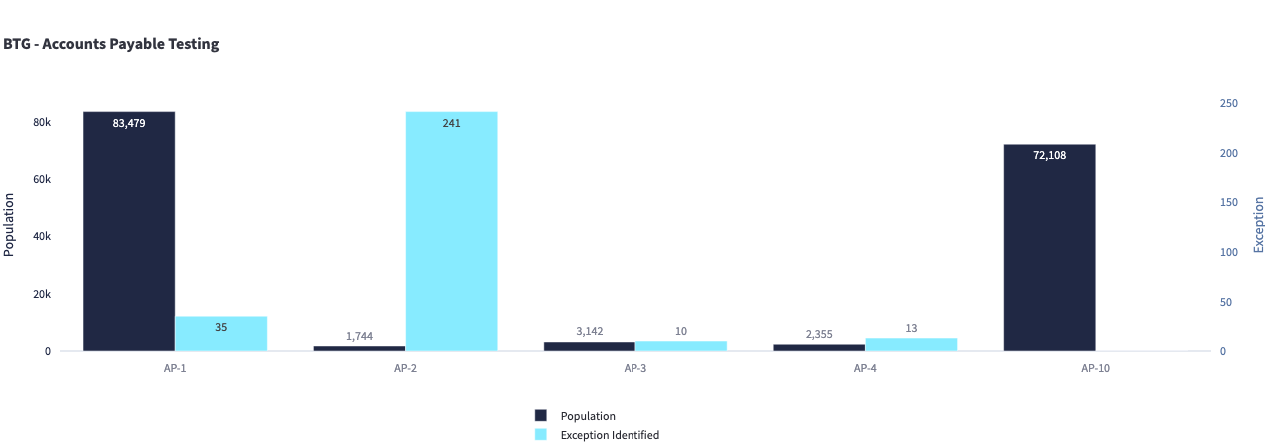 BTG - Accounts Payable Testing
250
80k
83,479
241
72,108
200
60k
150
Population
40k
Exception
100
20k
50
35
1,744
3,142
10
2,355
13
0
0
AP-1
AP-2
AP-3
AP-4
AP-10
Population
Exception Identified